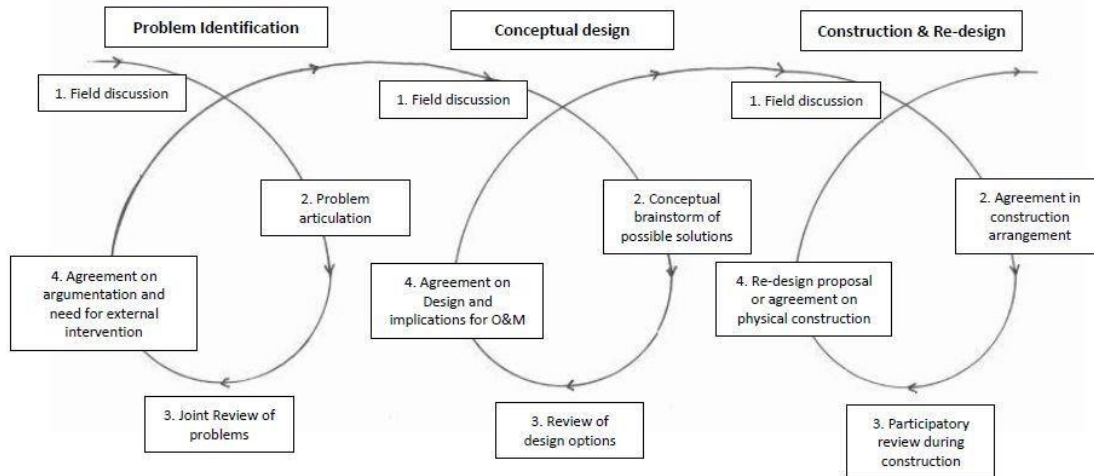 Problem Identification
1. Field discussion
2. Problem
articulation
3. Joint Review of
problems
4. Agreement on
argumentation and
need for external
intervention
Conceptual design
1. Field discussion
2. Conceptual
brainstorm of
possible solutions
3. Review of
design options
4. Agreement on
Design and
implications for O&M
Construction & Re-design
1. Field discussion
2. Agreement in
construction
arrangement
3. Participatory
review during
construction
4. Re-design proposal
or agreement on
physical construction